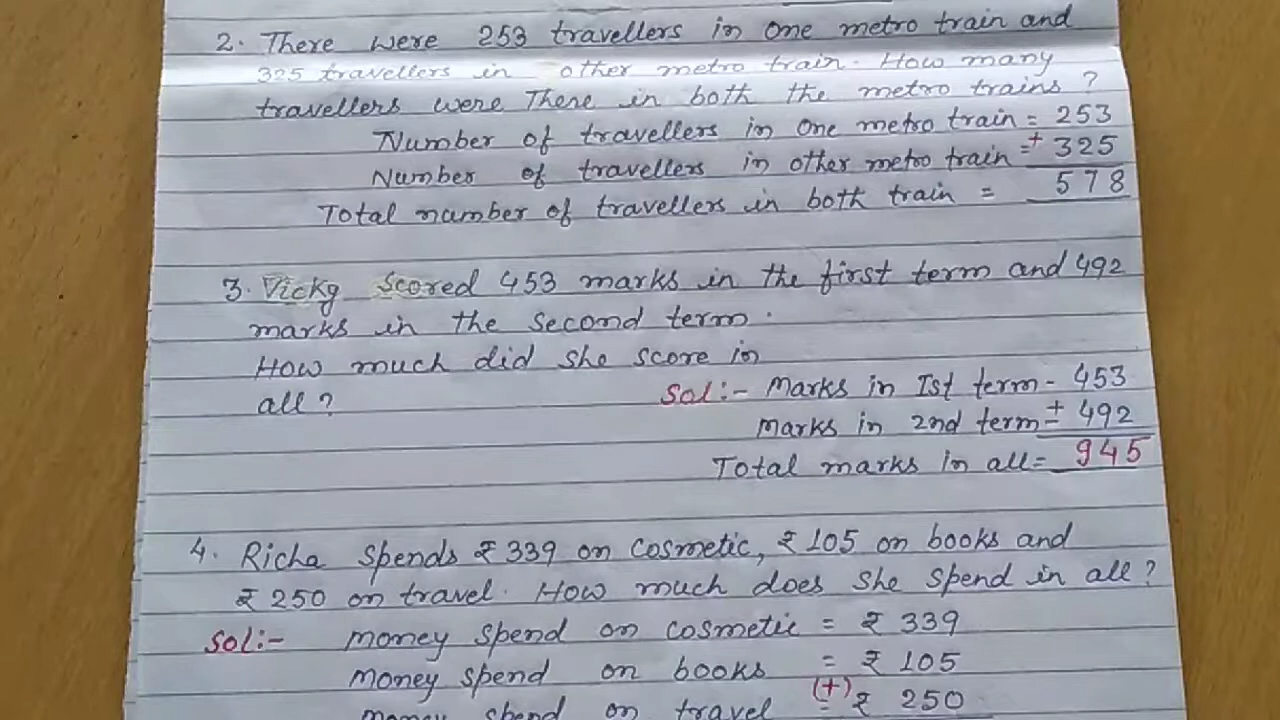 2. There were 253 travellers in one metro train and
325 travellers in other metro train. How many
travellers were There in both the metro trains ?
Number of travellers in one metro train = 253
Number of travellers in other metro train =+ 325
Total number of travellers in both train = 578
3. Vicky scored 453 marks in the first term and 492
marks in the second term.
How much did she score in
all ?
Sol:- Marks in Ist term - 453
Marks in 2nd term =+ 492
Total marks in all = 945
4. Richa spends ₹ 339 on cosmetic, ₹ 105 on books and
₹ 250 on travel. How much does she spend in all ?
Sol:- money spend on cosmetic = ₹ 339
money spend on books = ₹ 105
money spend on travel (+) = ₹ 250